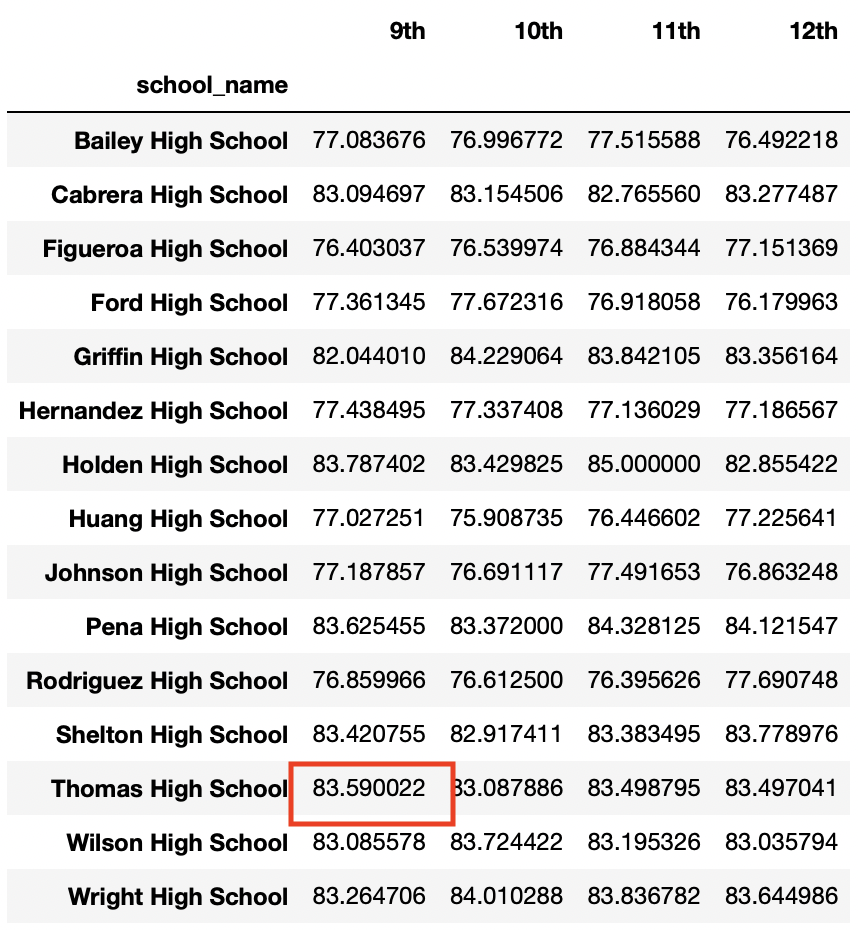 9th 10th 11th 12th
school_name
Bailey High School 77.083676 76.996772 77.515588 76.492218
Cabrera High School 83.094697 83.154506 82.765560 83.277487
Figueroa High School 76.403037 76.539974 76.884344 77.151369
Ford High School 77.361345 77.672316 76.918058 76.179963
Griffin High School 82.044010 84.229064 83.842105 83.356164
Hernandez High School 77.438495 77.337408 77.136029 77.186567
Holden High School 83.787402 83.429825 85.000000 82.855422
Huang High School 77.027251 75.908735 76.446602 77.225641
Johnson High School 77.187857 76.691117 77.491653 76.863248
Pena High School 83.625455 83.372000 84.328125 84.121547
Rodriguez High School 76.859966 76.612500 76.395626 77.690748
Shelton High School 83.420755 82.917411 83.383495 83.778976
Thomas High School 83.590022 83.087886 83.498795 83.497041
Wilson High School 83.085578 83.724422 83.195326 83.035794
Wright High School 83.264706 84.010288 83.836782 83.644986